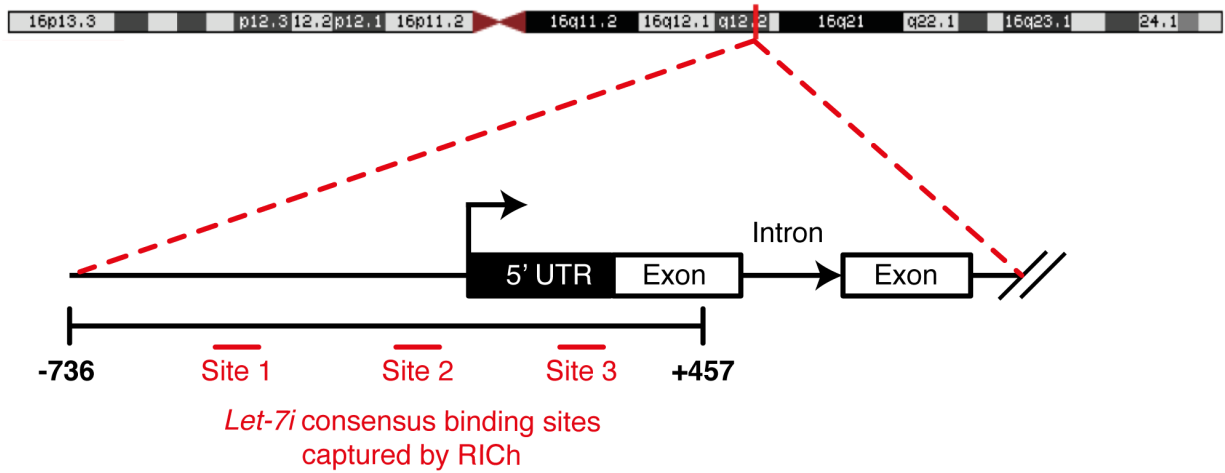 16p13.3 p12.3 12.2 p12.1 16p11.2 16q11.2 16q12.1 q12.2 16q21 q22.1 16q23.1 24.1
Intron
5’ UTR Exon Exon
-736 Site 1 Site 2 Site 3 +457
Let-7i consensus binding sites
captured by RICh